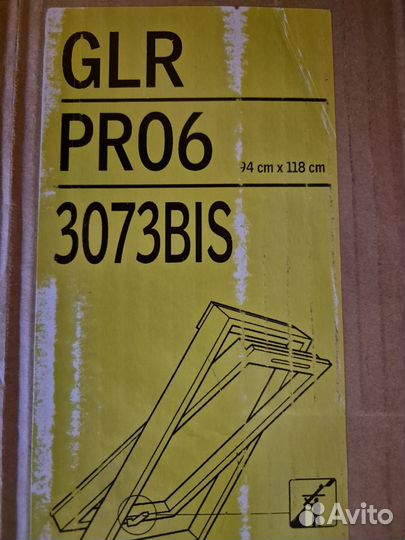 GLR
PR06
94 cm x 118 cm
3073BIS
Avito